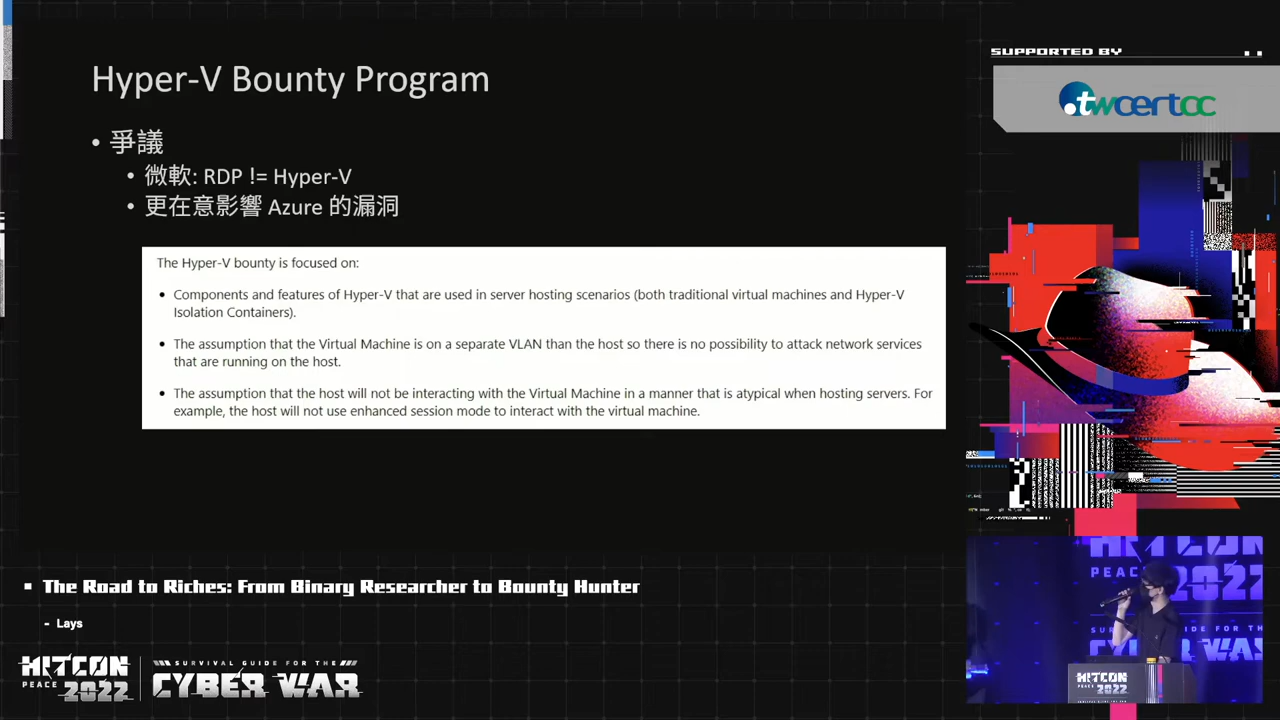 Hyper-V Bounty Program
• 爭議
• 微軟: RDP != Hyper-V
• 更在意影響 Azure 的漏洞
The Hyper-V bounty is focused on:
• Components and features of Hyper-V that are used in server hosting scenarios (both traditional virtual machines and Hyper-V
Isolation Containers).
• The assumption that the Virtual Machine is on a separate VLAN than the host so there is no possibility to attack network services
that are running on the host.
• The assumption that the host will not be interacting with the Virtual Machine in a manner that is atypical when hosting servers. For
example, the host will not use enhanced session mode to interact with the virtual machine.
SUPPORTED BY
twcertcc
The Road to Riches: From Binary Researcher to Bounty Hunter
- Lays
HITCON
PEACE 2022
SURVIVAL GUIDE FOR THE
CYBER WAR
HITCON
PEACE 2022
HITCON
PEACE 2022